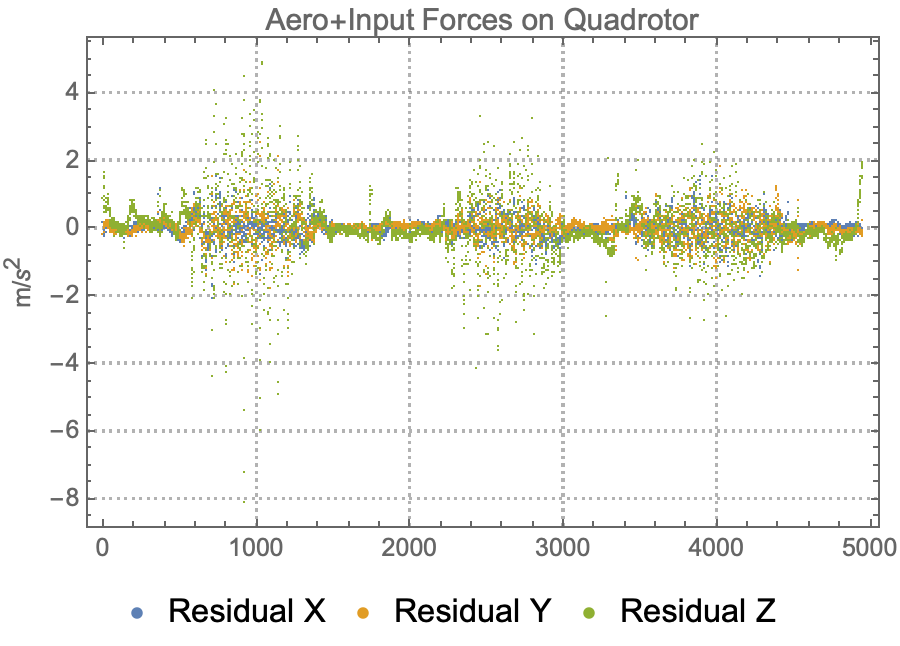 Aero+Input Forces on Quadrotor
4
2
0
−2
−4
−6
−8
m/s²
0 1000 2000 3000 4000 5000
Residual X Residual Y Residual Z